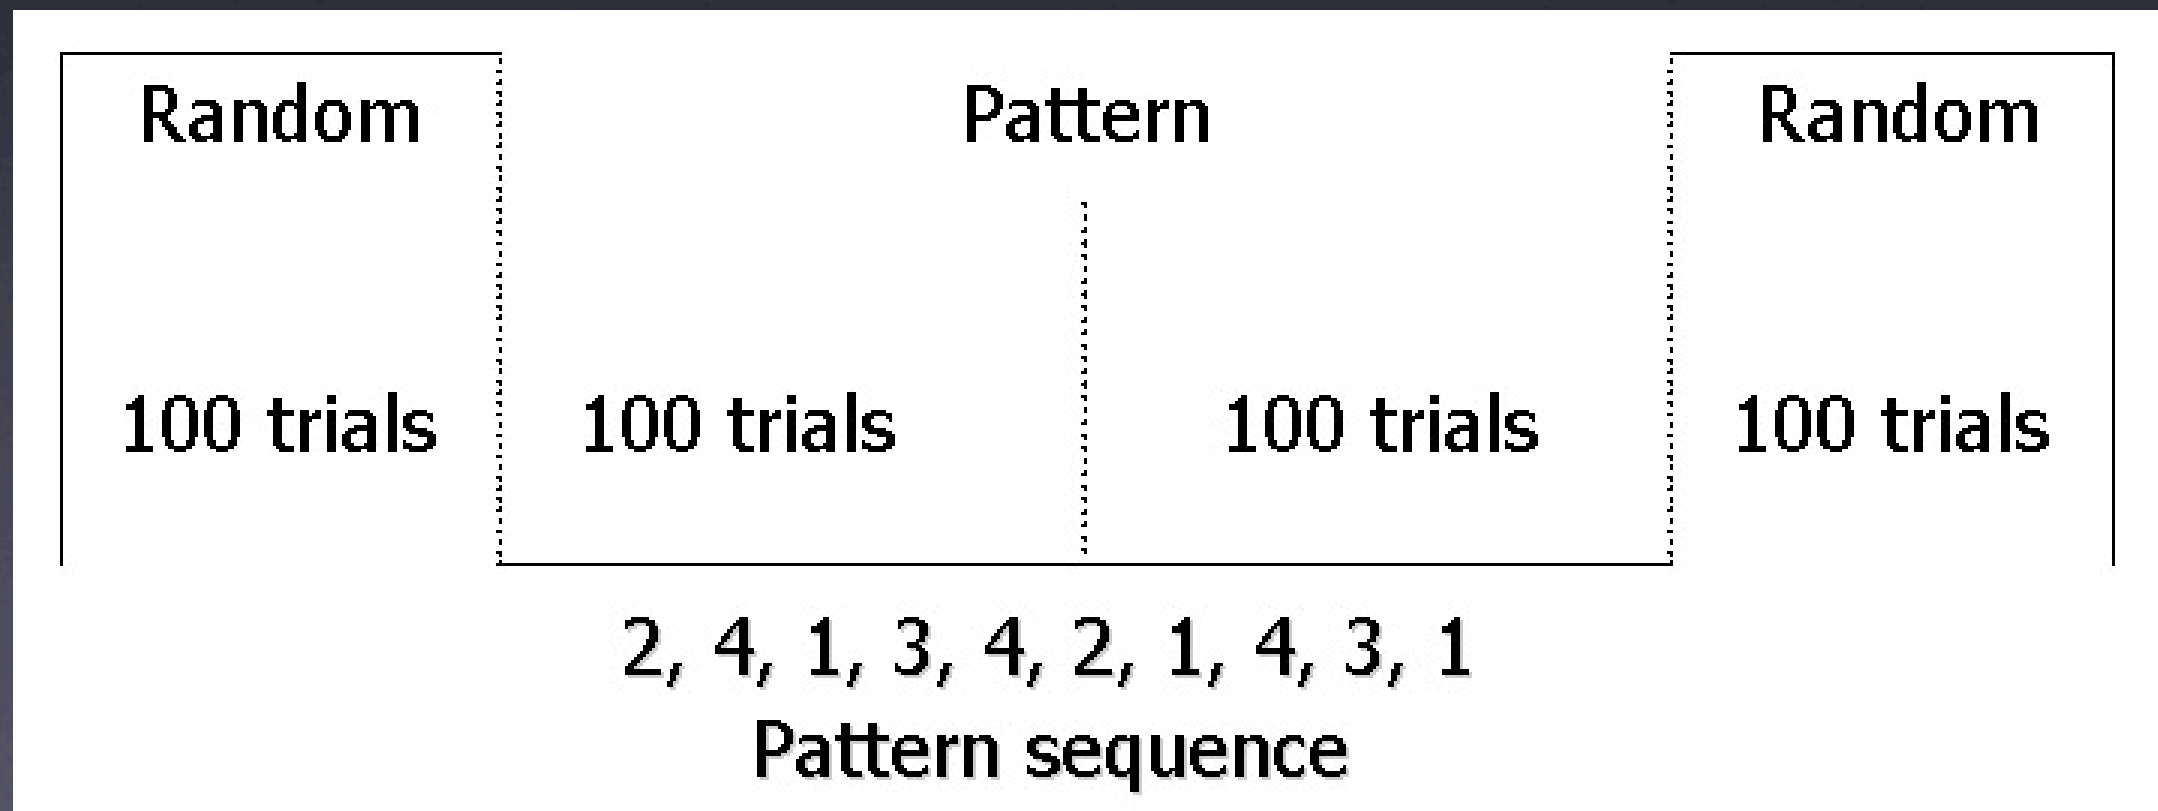 Random Pattern Random
100 trials 100 trials 100 trials 100 trials
2, 4, 1, 3, 4, 2, 1, 4, 3, 1
Pattern sequence